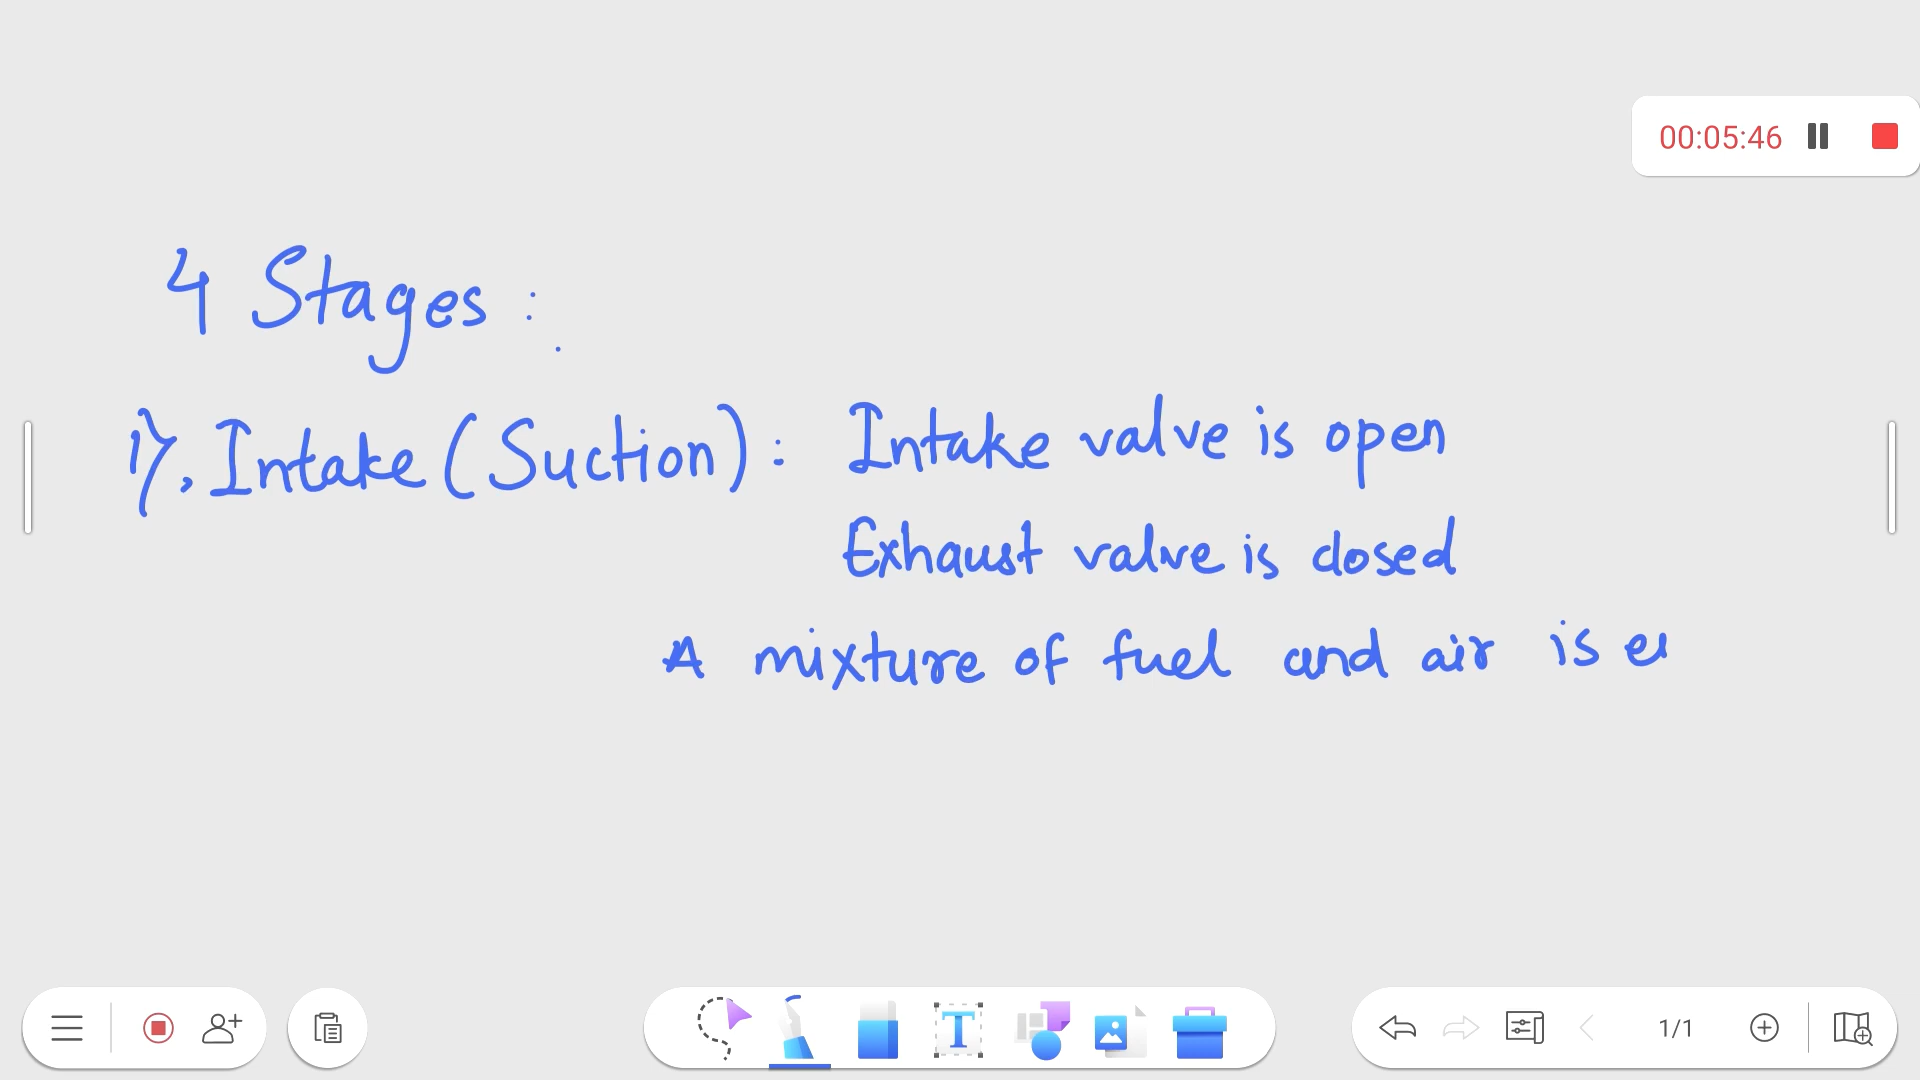 00:05:46
4 Stages :
1). Intake (Suction) : Intake valve is open
Exhaust valve is closed
A mixture of fuel and air is
1/1